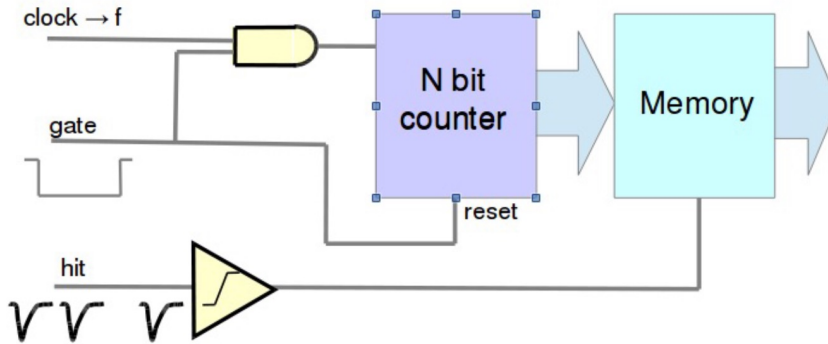 clock → f
N bit
counter
Memory
gate
reset
hit